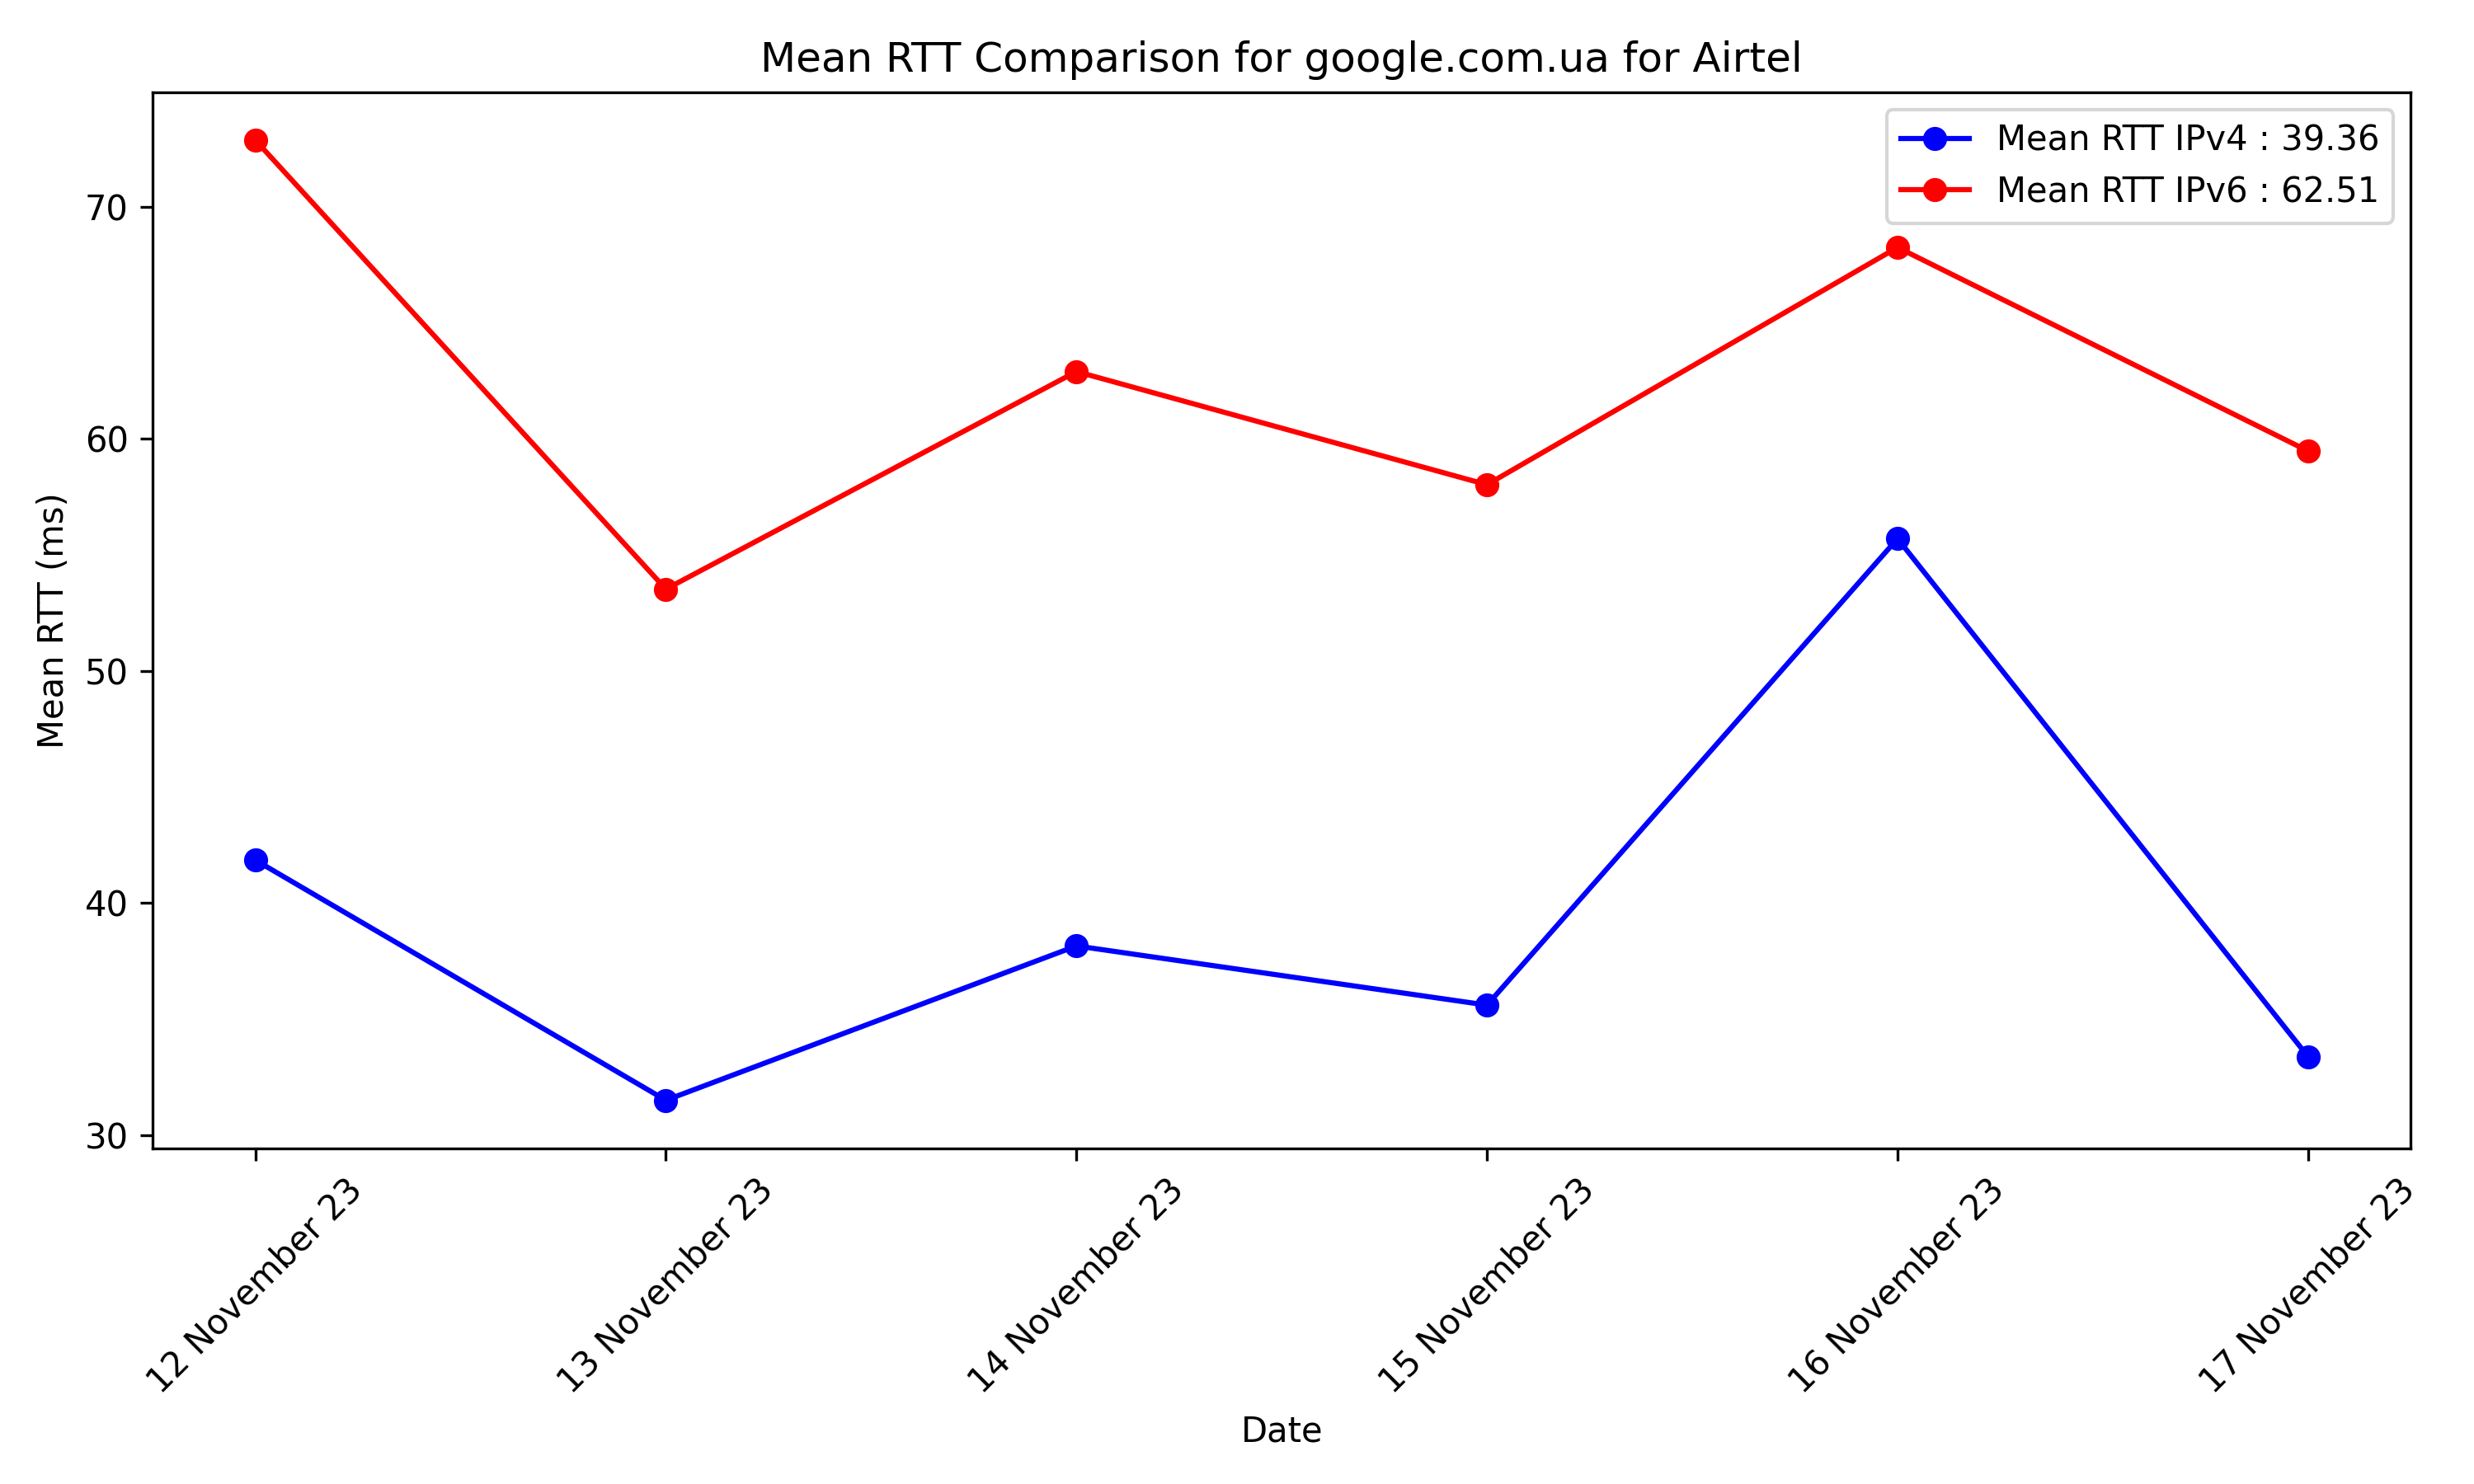 Mean RTT Comparison for google.com.ua for Airtel
Mean RTT IPv4 : 39.36
Mean RTT IPv6 : 62.51
Mean RTT (ms)
70
60
50
40
30
12 November 23
13 November 23
14 November 23
15 November 23
16 November 23
17 November 23
Date